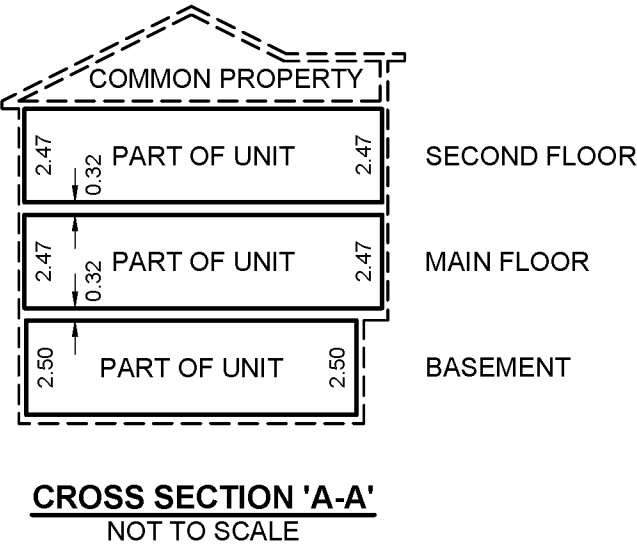 COMMON PROPERTY
2.47 PART OF UNIT 2.47 SECOND FLOOR
0.32
2.47 PART OF UNIT 2.47 MAIN FLOOR
0.32
2.50 PART OF UNIT 2.50 BASEMENT
CROSS SECTION 'A-A'
NOT TO SCALE